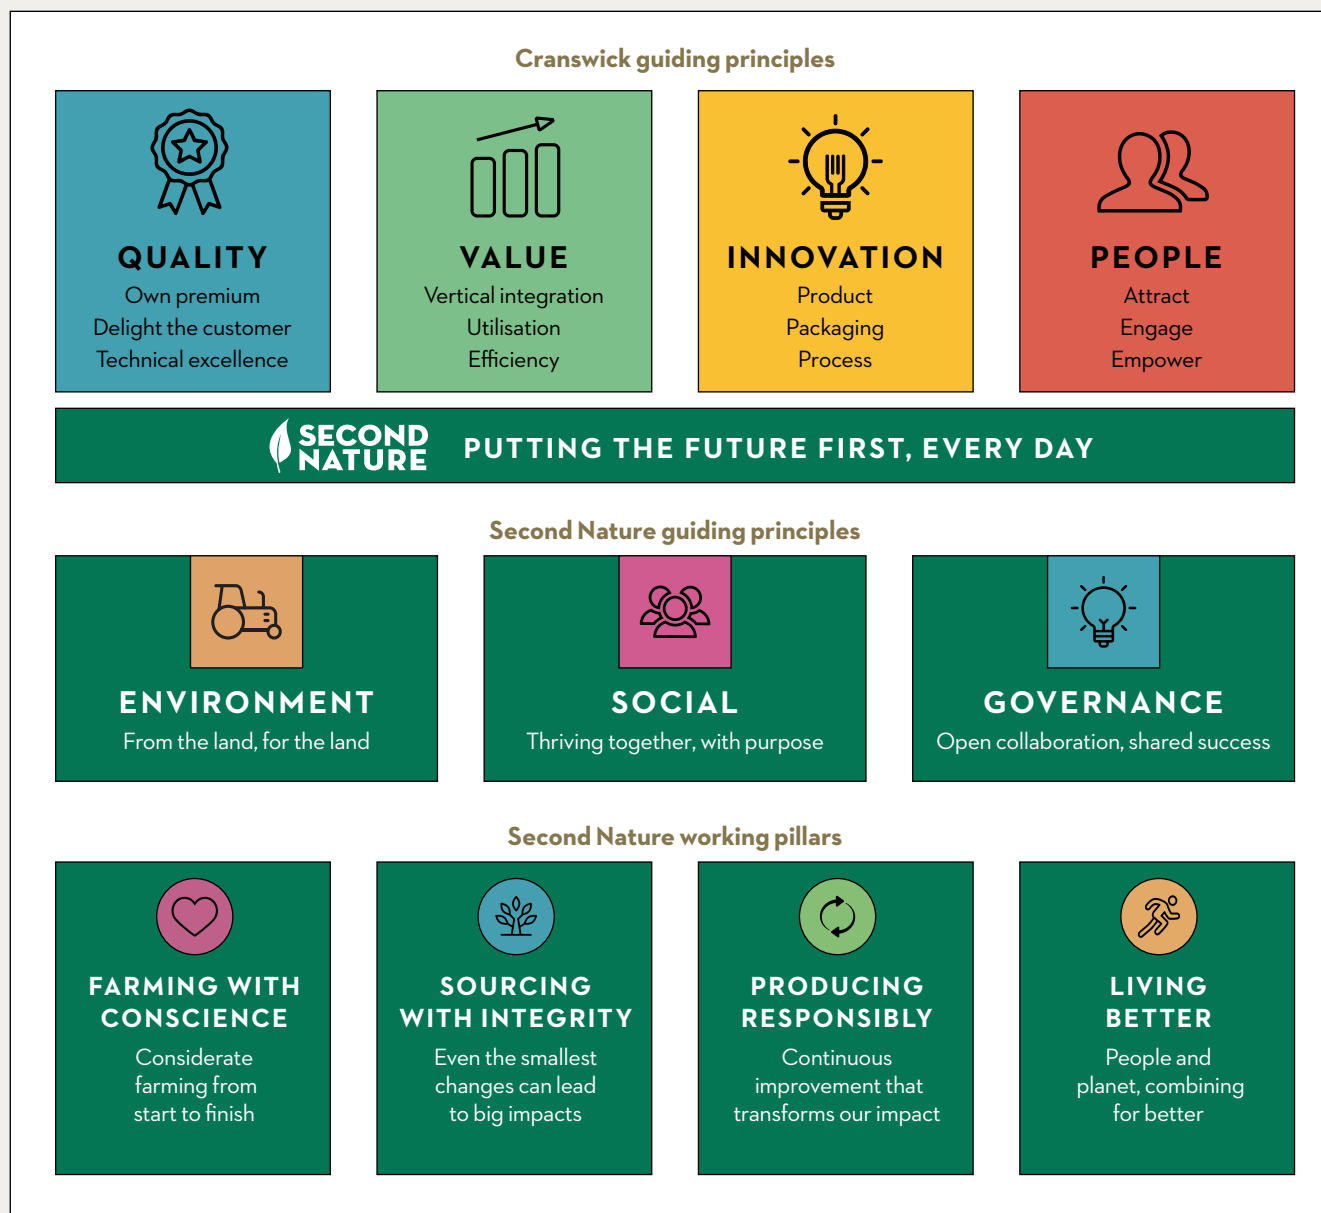 Cranswick guiding principles
QUALITY
Own premium
Delight the customer
Technical excellence
VALUE
Vertical integration
Utilisation
Efficiency
INNOVATION
Product
Packaging
Process
PEOPLE
Attract
Engage
Empower
SECOND
NATURE
PUTTING THE FUTURE FIRST, EVERY DAY
Second Nature guiding principles
ENVIRONMENT
From the land, for the land
SOCIAL
Thriving together, with purpose
GOVERNANCE
Open collaboration, shared success
Second Nature working pillars
FARMING WITH
CONSCIENCE
Considerate
farming from
start to finish
SOURCING
WITH INTEGRITY
Even the smallest
changes can lead
to big impacts
PRODUCING
RESPONSIBLY
Continuous
improvement that
transforms our impact
LIVING
BETTER
People and
planet, combining
for better